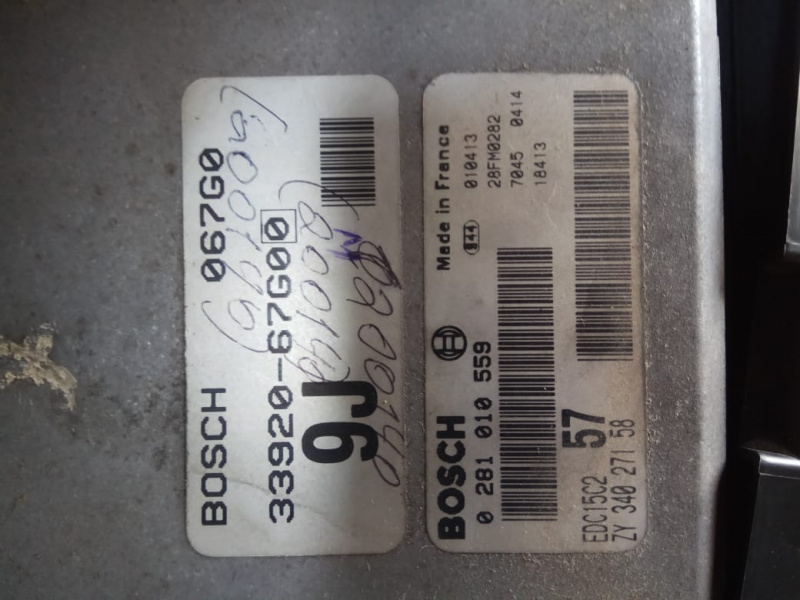 BOSCH 067G0
33920-67G00
9J
(600146)
BOSCH
Made in France
0 281 010 559
010413
28FM0282
57
7045 0414
EDC15C2
18413
ZY 340 271 58